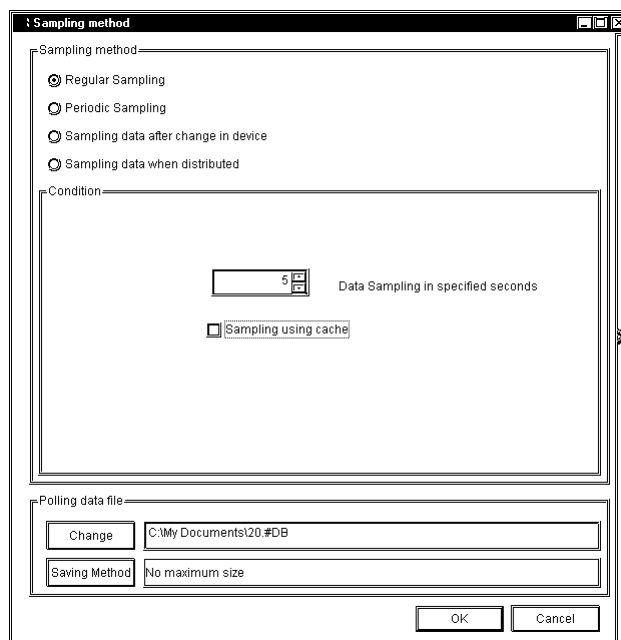 Sampling method
Sampling method
Regular Sampling
Periodic Sampling
Sampling data after change in device
Sampling data when distributed
Condition
5
Data Sampling in specified seconds
Sampling using cache
Polling data file
Change
C:\My Documents\20.#DB
Saving Method
No maximum size
OK
Cancel